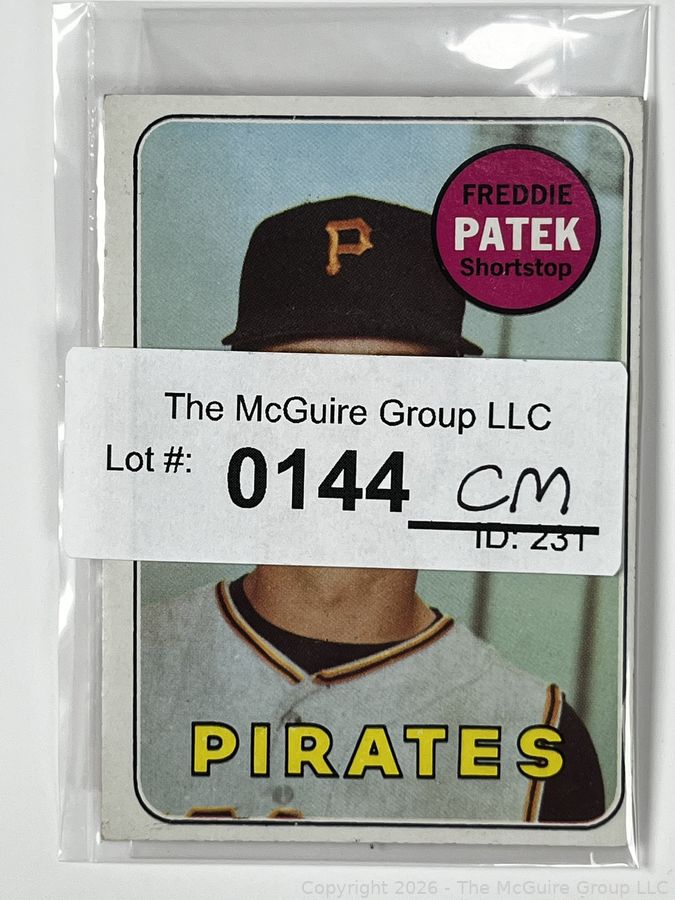 P
FREDDIE
PATEK
Shortstop
The McGuire Group LLC
Lot #: 0144 CM
ID: 231
PIRATES
Copyright 2026 - The McGuire Group LLC